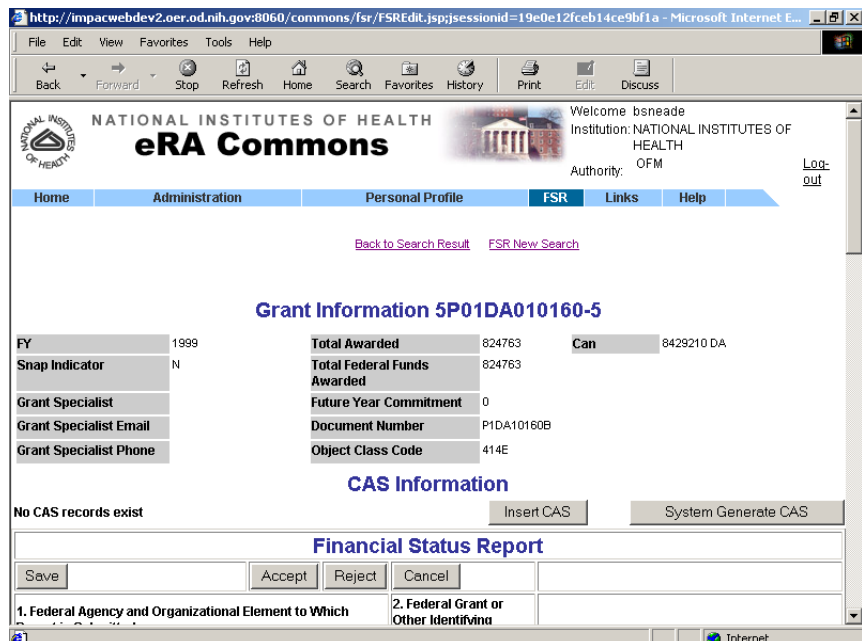 http://impacwebdev2.oer.od.nih.gov:8060/commons/fsr/FSREdit.jsp;jsessionid=19e0e12fceb14ce9bf1a - Microsoft Internet E...
File Edit View Favorites Tools Help
Back Forward Stop Refresh Home Search Favorites History Print Edit Discuss
NATIONAL INSTITUTES OF HEALTH
NATIONAL INSTITUTES OF HEALTH
eRA Commons
Welcome bsneade
Institution: NATIONAL INSTITUTES OF
HEALTH
Authority: OFM
Log-
out
Home Administration Personal Profile FSR Links Help
Back to Search Result FSR New Search
Grant Information 5P01DA010160-5
FY 1999 Total Awarded 824763 Can 8429210 DA
Snap Indicator N Total Federal Funds 824763
Awarded
Grant Specialist Future Year Commitment 0
Grant Specialist Email Document Number P1DA10160B
Grant Specialist Phone Object Class Code 414E
CAS Information
No CAS records exist Insert CAS System Generate CAS
Financial Status Report
Save Accept Reject Cancel
1. Federal Agency and Organizational Element to Which 2. Federal Grant or
Other Identifying
Internet